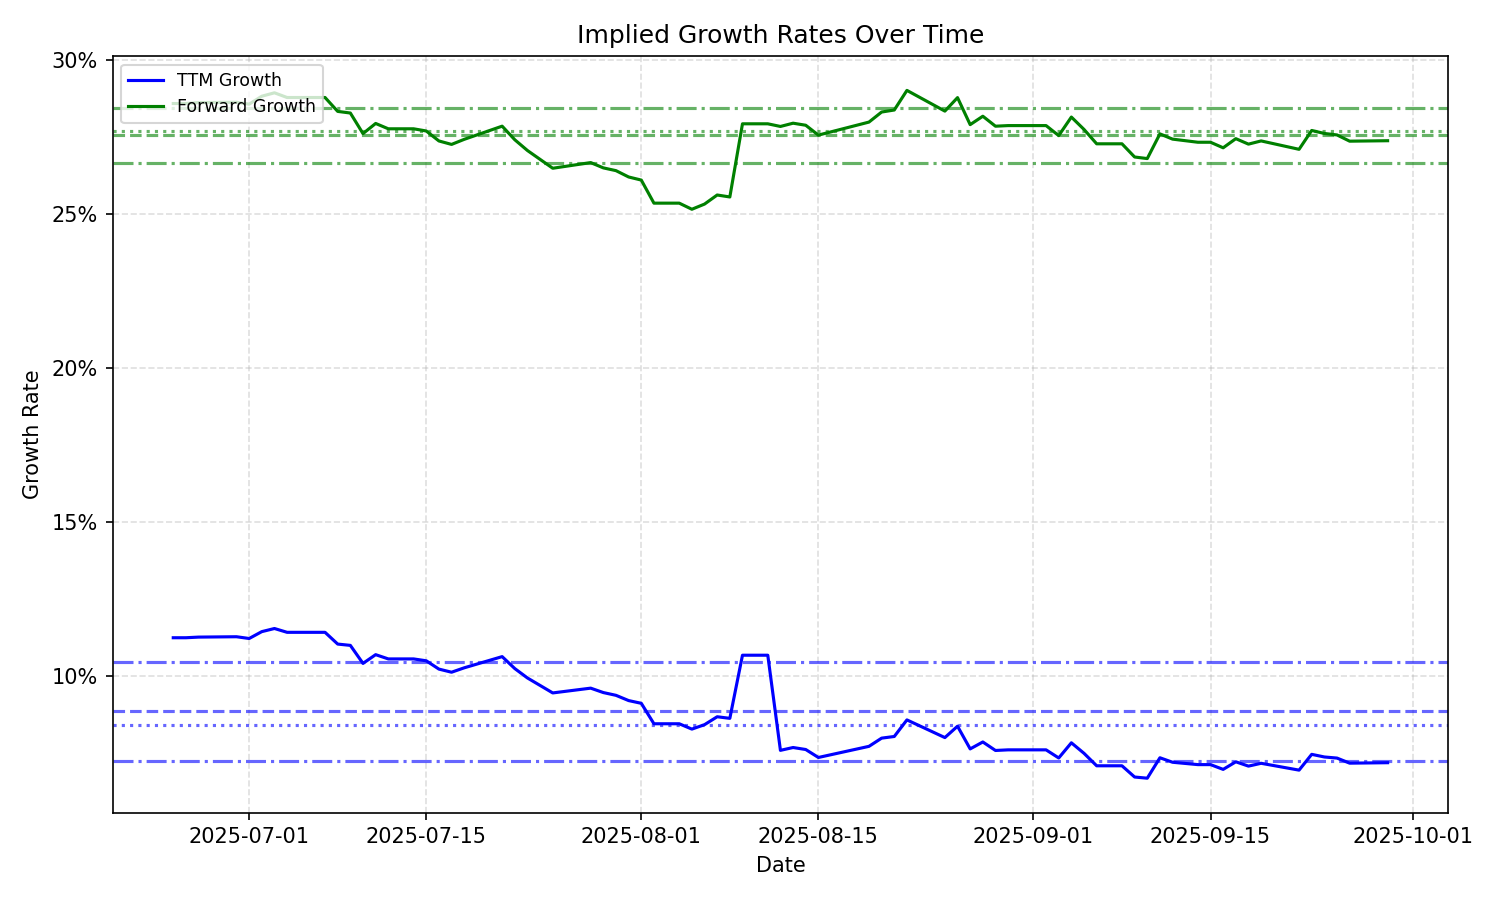 Implied Growth Rates Over Time
TTM Growth
Forward Growth
30%
25%
20%
15%
10%
Growth Rate
2025-07-01
2025-07-15
2025-08-01
2025-08-15
2025-09-01
2025-09-15
2025-10-01
Date